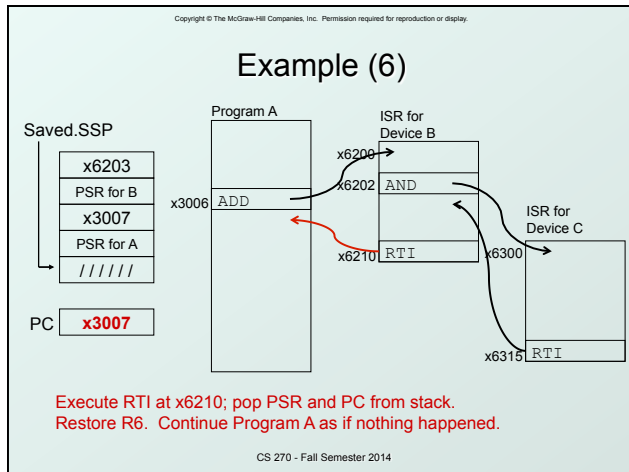 Copyright © The McGraw-Hill Companies, Inc. Permission required for reproduction or display.
Example (6)
Saved.SSP
x6203
PSR for B
x3007
PSR for A
//////
PC
x3007
Program A
x3006
ADD
ISR for
Device B
x6200
x6202
AND
x6210
RTI
ISR for
Device C
x6300
x6315
RTI
Execute RTI at x6210; pop PSR and PC from stack.
Restore R6. Continue Program A as if nothing happened.
CS 270 - Fall Semester 2014